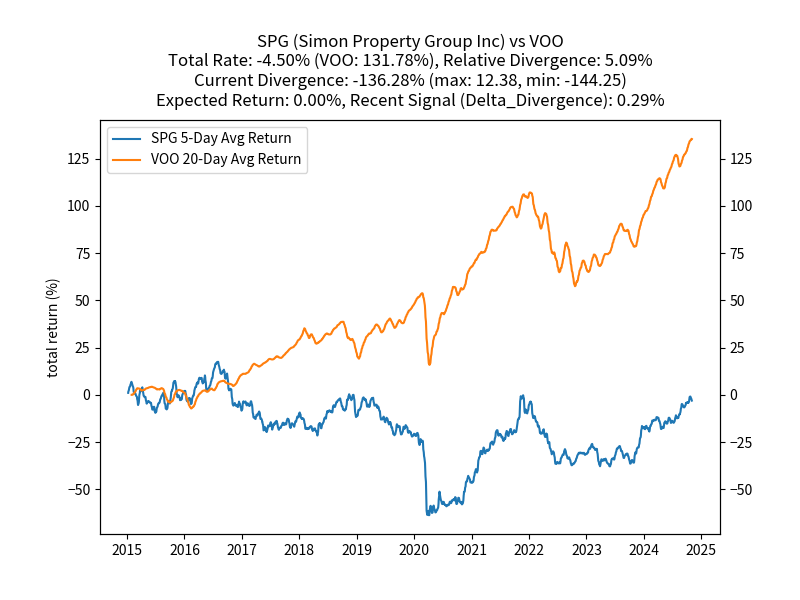 SPG (Simon Property Group Inc) vs VOO
Total Rate: -4.50% (VOO: 131.78%), Relative Divergence: 5.09%
Current Divergence: -136.28% (max: 12.38, min: -144.25)
Expected Return: 0.00%, Recent Signal (Delta_Divergence): 0.29%
SPG 5-Day Avg Return
VOO 20-Day Avg Return
total return (%)
125
100
75
50
25
0
−25
−50
125
100
75
50
25
0
−25
−50
2015 2016 2017 2018 2019 2020 2021 2022 2023 2024 2025